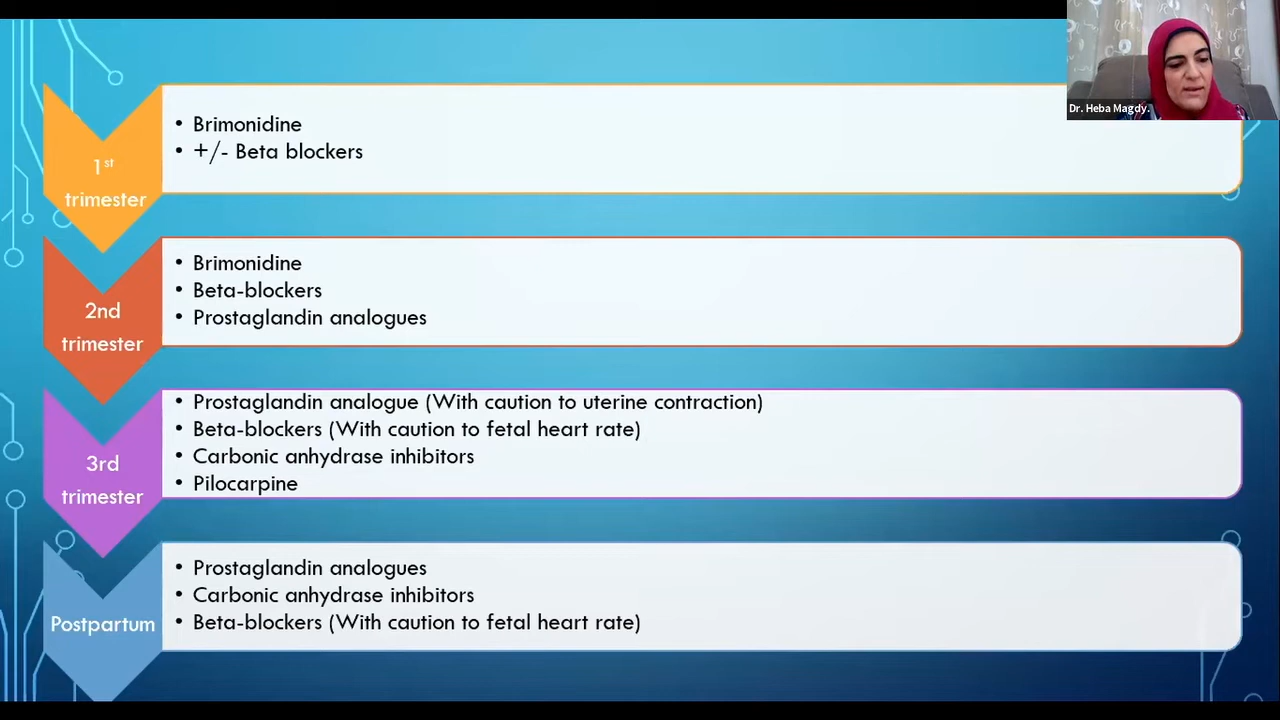 Dr. Heba Magdy.
1st
trimester
• Brimonidine
• +/- Beta blockers
2nd
trimester
• Brimonidine
• Beta-blockers
• Prostaglandin analogues
3rd
trimester
• Prostaglandin analogue (With caution to uterine contraction)
• Beta-blockers (With caution to fetal heart rate)
• Carbonic anhydrase inhibitors
• Pilocarpine
Postpartum
• Prostaglandin analogues
• Carbonic anhydrase inhibitors
• Beta-blockers (With caution to fetal heart rate)